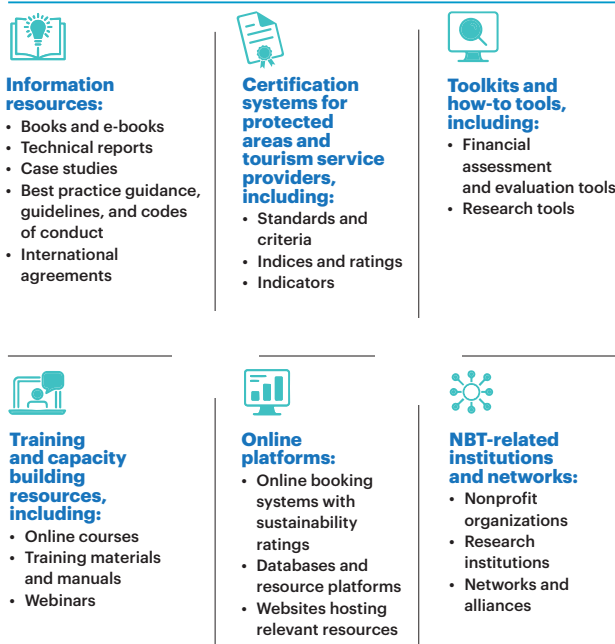 Information
resources:
• Books and e-books
• Technical reports
• Case studies
• Best practice guidance,
guidelines, and codes
of conduct
• International
agreements
Certification
systems for
protected
areas and
tourism service
providers,
including:
• Standards and
criteria
• Indices and ratings
• Indicators
Toolkits and
how-to tools,
including:
• Financial
assessment
and evaluation tools
• Research tools
Training
and capacity
building
resources,
including:
• Online courses
• Training materials
and manuals
• Webinars
Online
platforms:
• Online booking
systems with
sustainability
ratings
• Databases and
resource platforms
• Websites hosting
relevant resources
NBT-related
institutions
and networks:
• Nonprofit
organizations
• Research
institutions
• Networks and
alliances